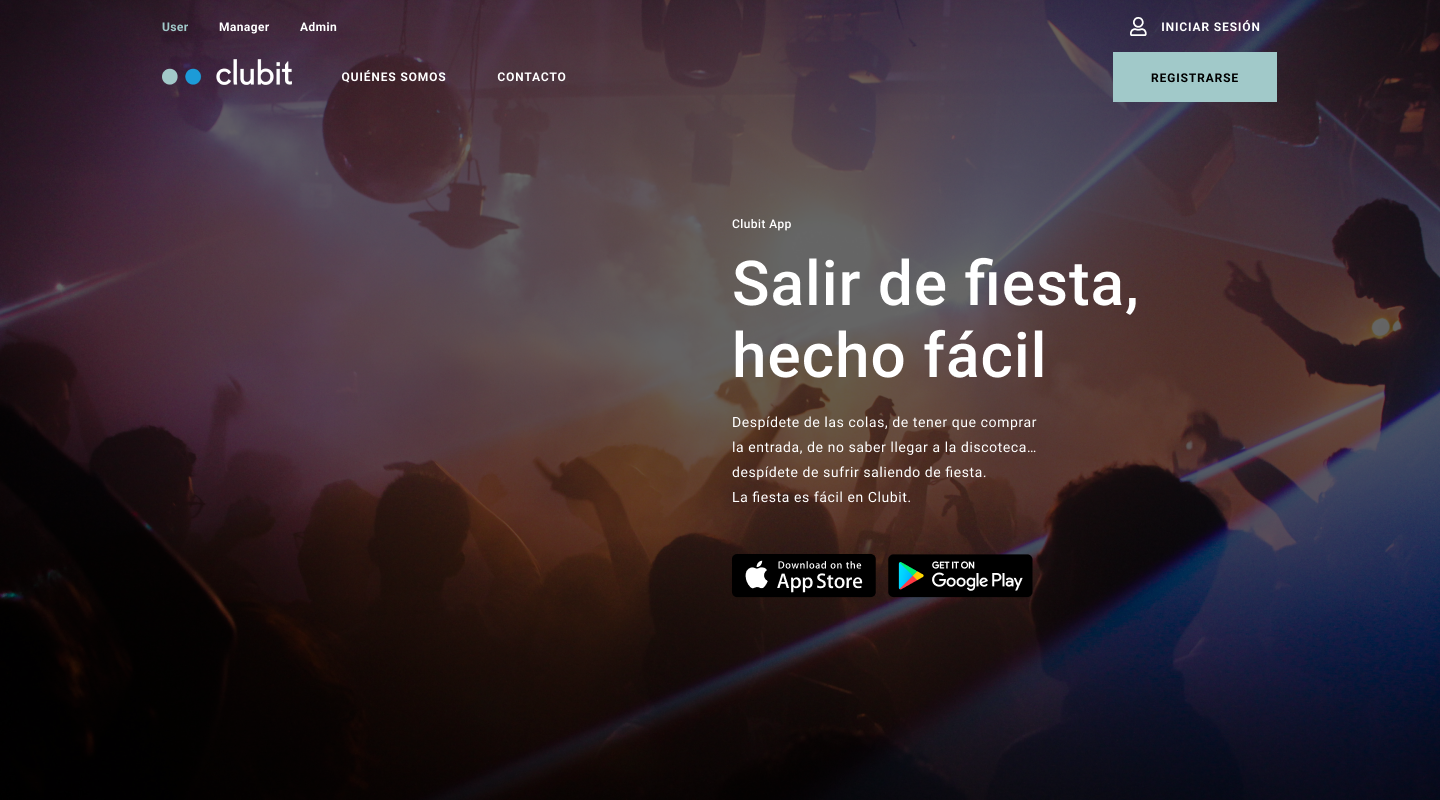 User Manager Admin
INICIAR SESIÓN
clubit
QUIÉNES SOMOS
CONTACTO
REGISTRARSE
Clubit App
Salir de fiesta,
hecho fácil
Despídete de las colas, de tener que comprar
la entrada, de no saber llegar a la discoteca...
despídete de sufrir saliendo de fiesta.
La fiesta es fácil en Clubit.
Download on the
App Store
GET IT ON
Google Play